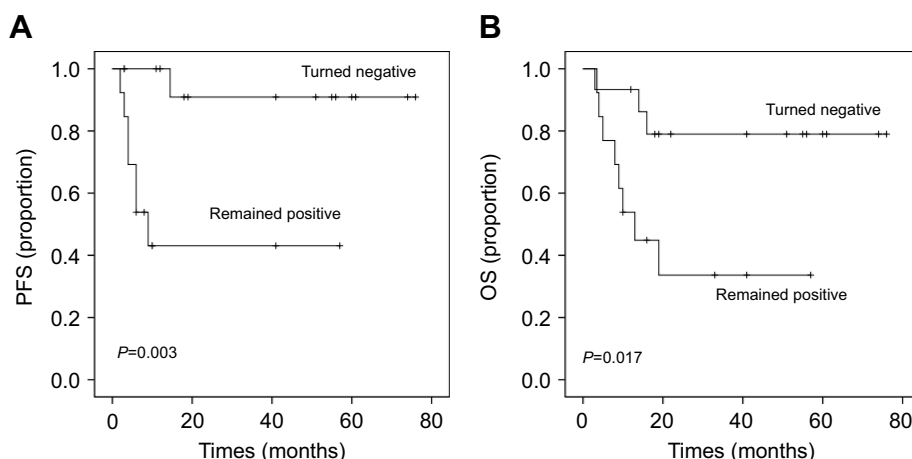 A
PFS (proportion)
1.0
0.8
0.6
0.4
0.2
0.0
Turned negative
Remained positive
P=0.003
0 20 40 60 80
Times (months)
B
OS (proportion)
1.0
0.8
0.6
0.4
0.2
0.0
Turned negative
Remained positive
P=0.017
0 20 40 60 80
Times (months)